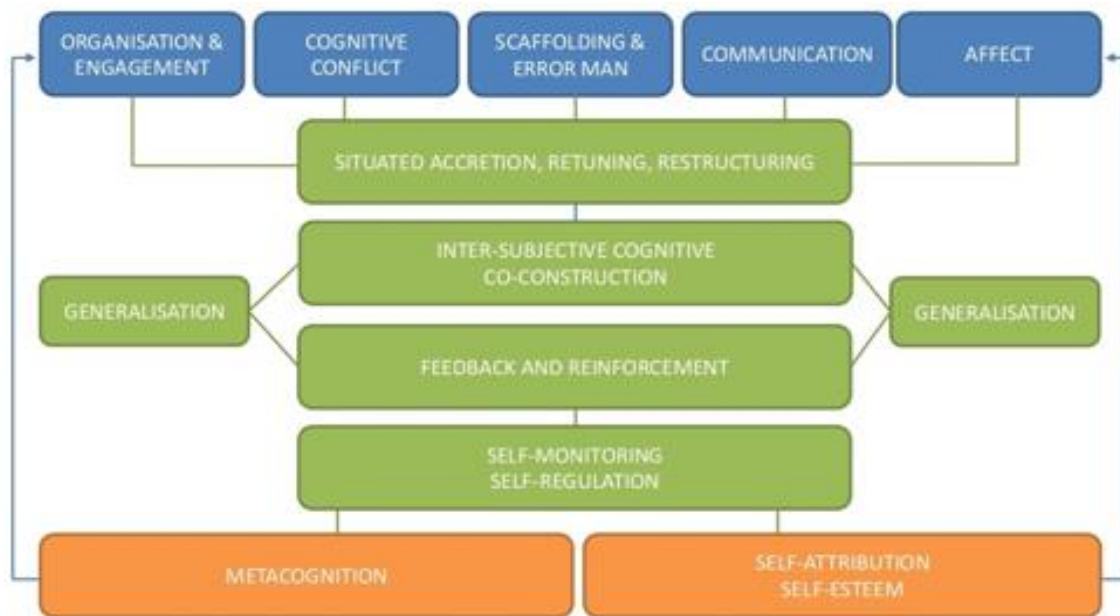 ORGANISATION &
ENGAGEMENT
COGNITIVE
CONFLICT
SCAFFOLDING &
ERROR MAN
COMMUNICATION
AFFECT
SITUATED ACCRETION, RETUNING, RESTRUCTURING
INTER-SUBJECTIVE COGNITIVE
CO-CONSTRUCTION
GENERALISATION
GENERALISATION
FEEDBACK AND REINFORCEMENT
SELF-MONITORING
SELF-REGULATION
METACOGNITION
SELF-ATTRIBUTION
SELF-ESTEEM